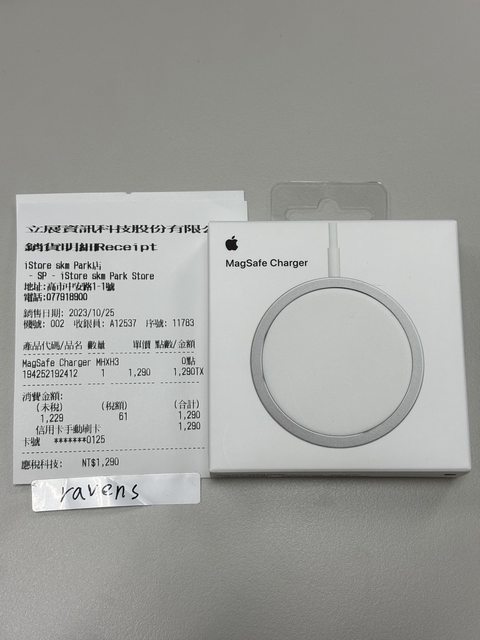 立展資訊科技股份有限公
銷貨明細Receipt
iStore skm Park店
- SP - iStore skm Park Store
地址:高市中安路1-1號
電話:077918900
銷售日期: 2023/10/25
機號: 002 收銀員: A12537 序號: 11783
產品代碼/品名 數量 單價 點數/金額
MagSafe Charger MHXH3 0點
194252192412 1 1,290 1,290TX
消費金額:
(未稅) (稅額) (合計)
1,229 61 1,290
信用卡手動刷卡 1,290
卡號 *******0125
應稅科技: NT$1,290
ravens
MagSafe Charger